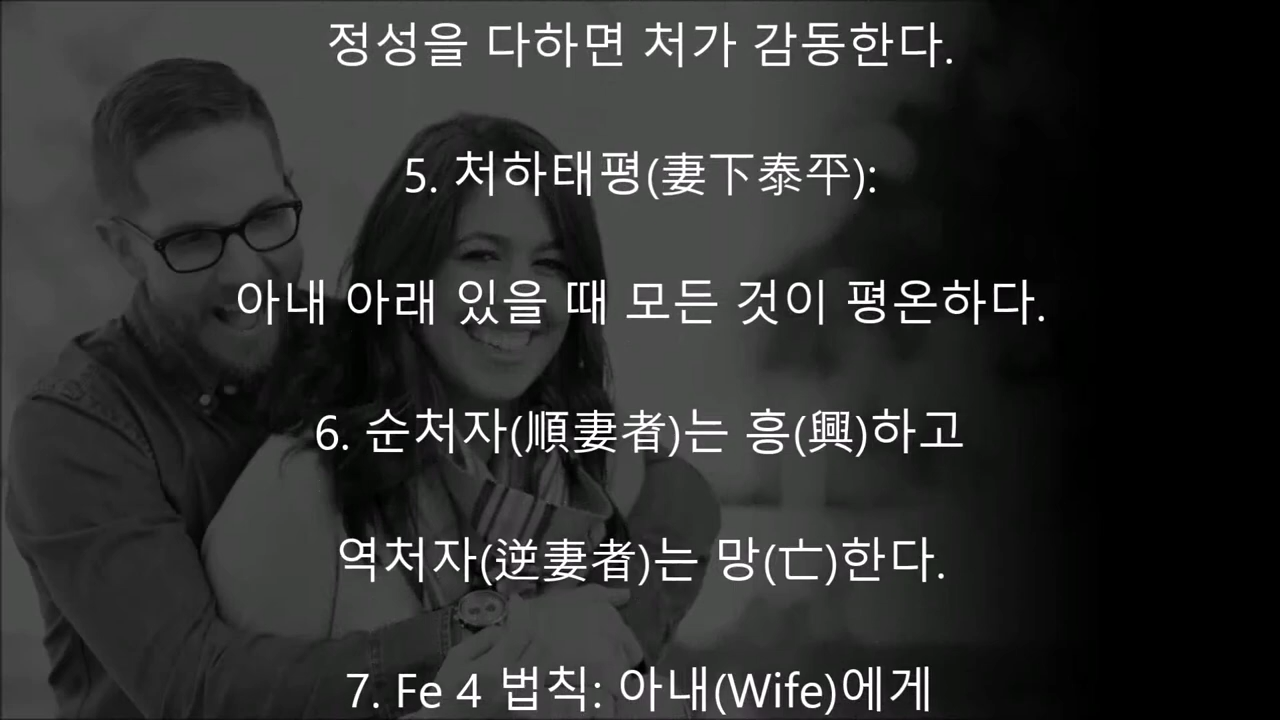 정성을 다하면 처가 감동한다.
5. 처하태평(妻下泰平):
아내 아래 있을 때 모든 것이 평온하다.
6. 순처자(順妻者)는 흥(興)하고
역처자(逆妻者)는 망(亡)한다.
7. Fe 4 법칙: 아내(Wife)에게